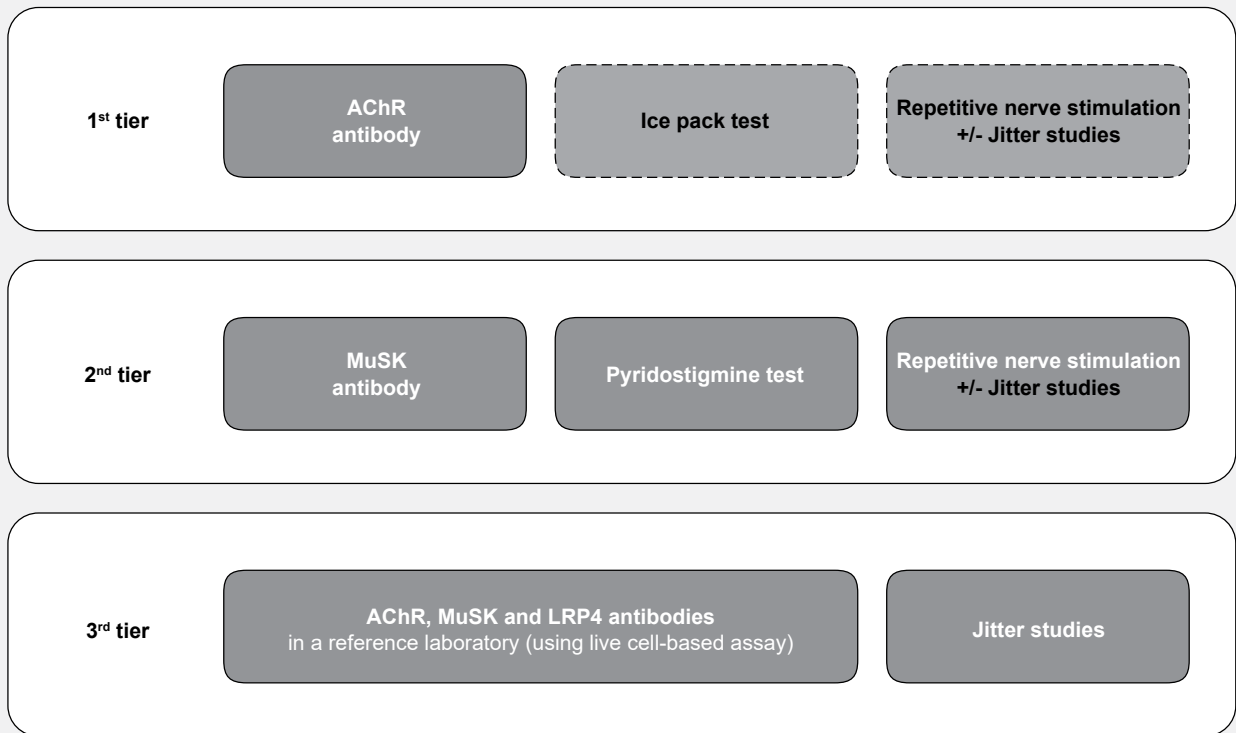 1st tier
AChR
antibody
Ice pack test
Repetitive nerve stimulation
+/- Jitter studies
2nd tier
MuSK
antibody
Pyridostigmine test
Repetitive nerve stimulation
+/- Jitter studies
3rd tier
AChR, MuSK and LRP4 antibodies
in a reference laboratory (using live cell-based assay)
Jitter studies